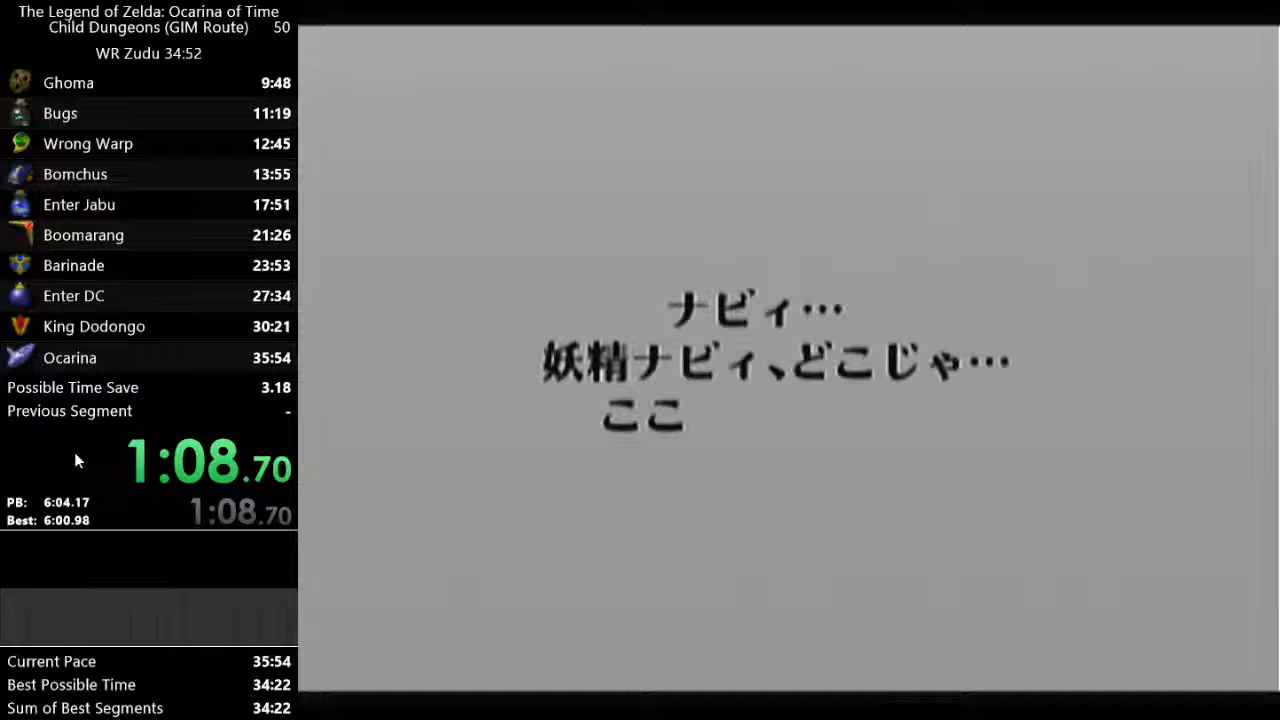 The Legend of Zelda: Ocarina of Time
Child Dungeons (GIM Route) 50
WR Zudu 34:52
Ghoma 9:48
Bugs 11:19
Wrong Warp 12:45
Bomchus 13:55
Enter Jabu 17:51
Boomarang 21:26
Barinade 23:53
Enter DC 27:34
King Dodongo 30:21
Ocarina 35:54
Possible Time Save 3.18
Previous Segment -
1:08.70
PB: 6:04.17
Best: 6:00.98
1:08.70
Current Pace 35:54
Best Possible Time 34:22
Sum of Best Segments 34:22
ナビィ…
妖精ナビィ、どこじゃ…
ここ